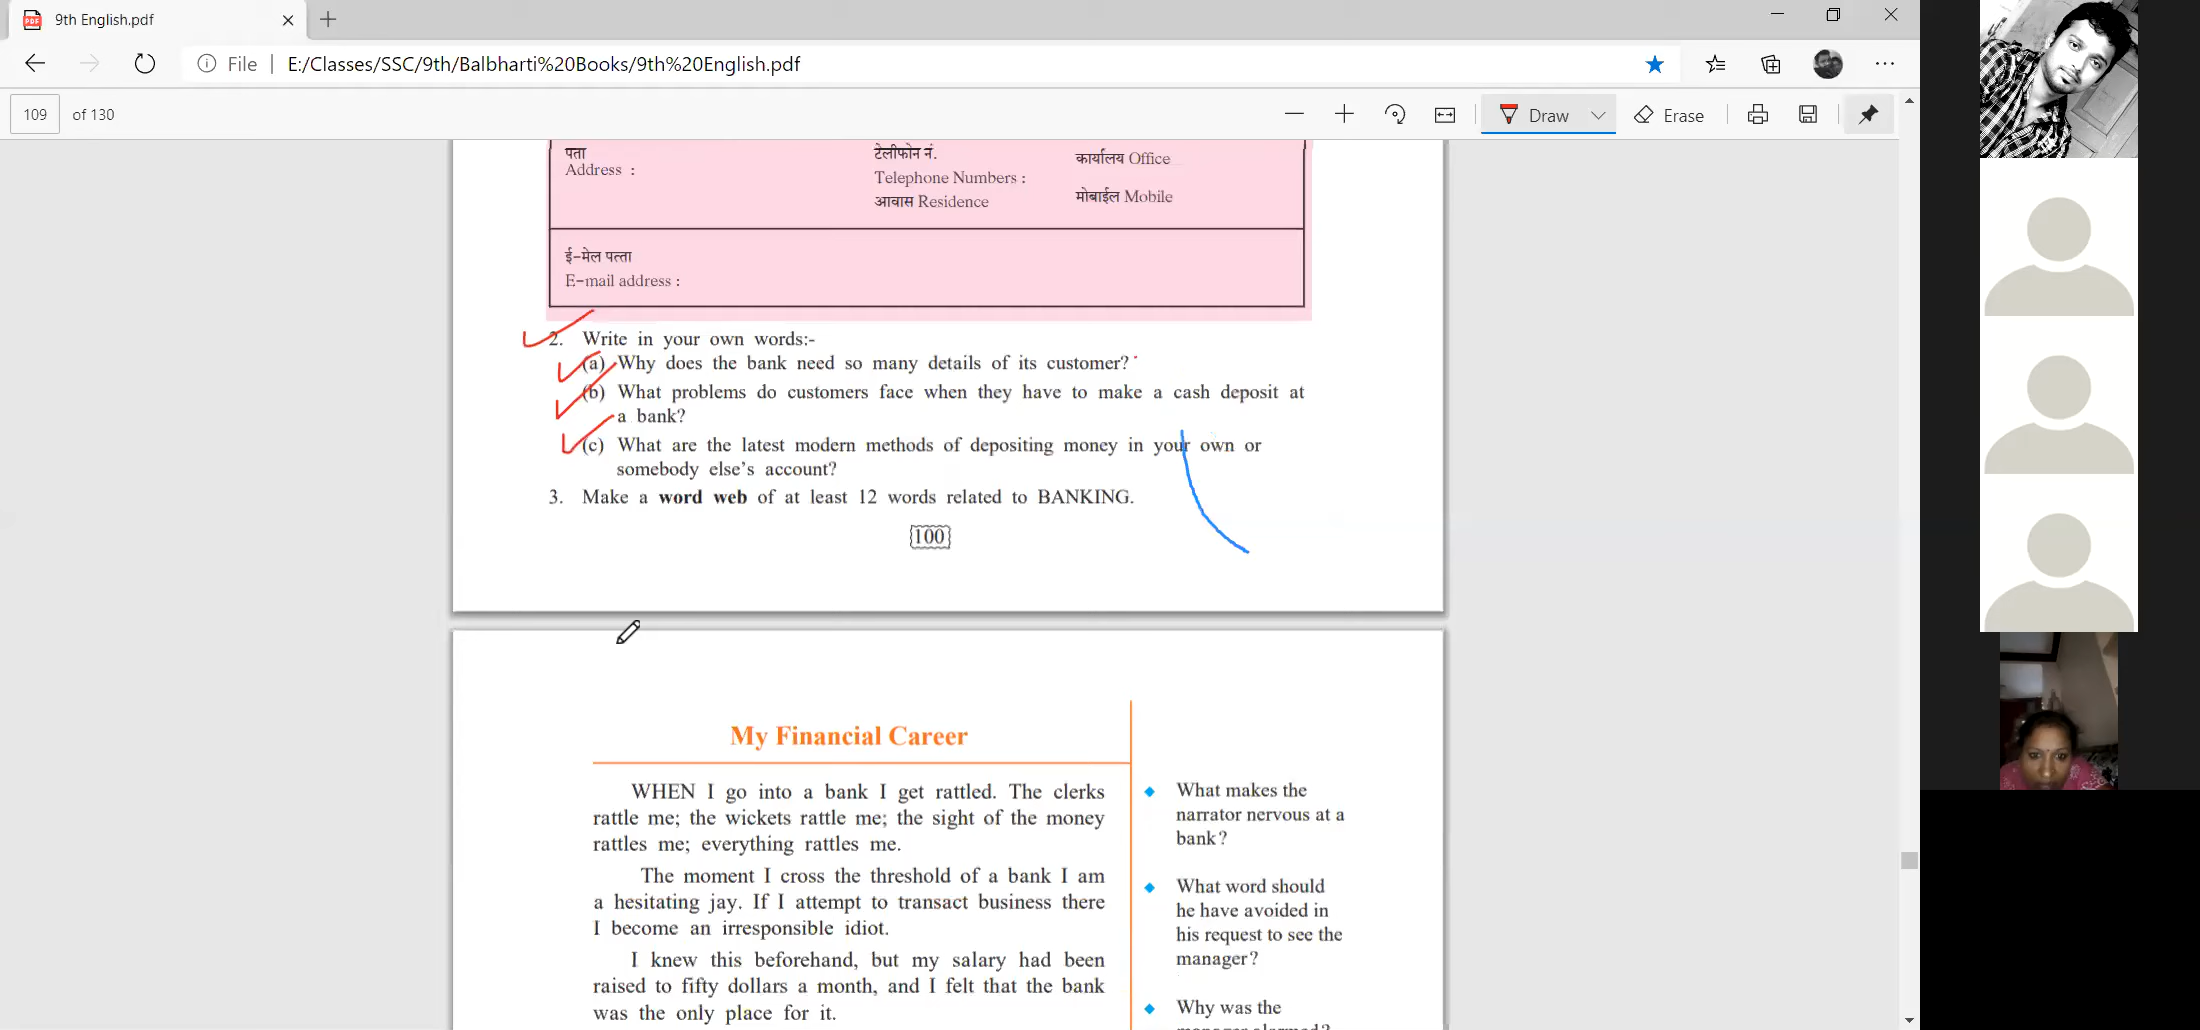 9th English.pdf
File
E:/Classes/SSC/9th/Balbharti%20Books/9th%20English.pdf
109 of 130
Draw
Erase
पता
Address :
टेलीफोन नं.
Telephone Numbers :
आवास Residence
कार्यालय Office
मोबाईल Mobile
ई-मेल पत्ता
E-mail address :
2. Write in your own words:-
(a) Why does the bank need so many details of its customer?
(b) What problems do customers face when they have to make a cash deposit at
a bank?
(c) What are the latest modern methods of depositing money in your own or
somebody else's account?
3. Make a word web of at least 12 words related to BANKING.
100
My Financial Career
WHEN I go into a bank I get rattled. The clerks
rattle me; the wickets rattle me; the sight of the money
rattles me; everything rattles me.
The moment I cross the threshold of a bank I am
a hesitating jay. If I attempt to transact business there
I become an irresponsible idiot.
I knew this beforehand, but my salary had been
raised to fifty dollars a month, and I felt that the bank
was the only place for it.
What makes the
narrator nervous at a
bank?
What word should
he have avoided in
his request to see the
manager?
Why was the
manager alarmed?